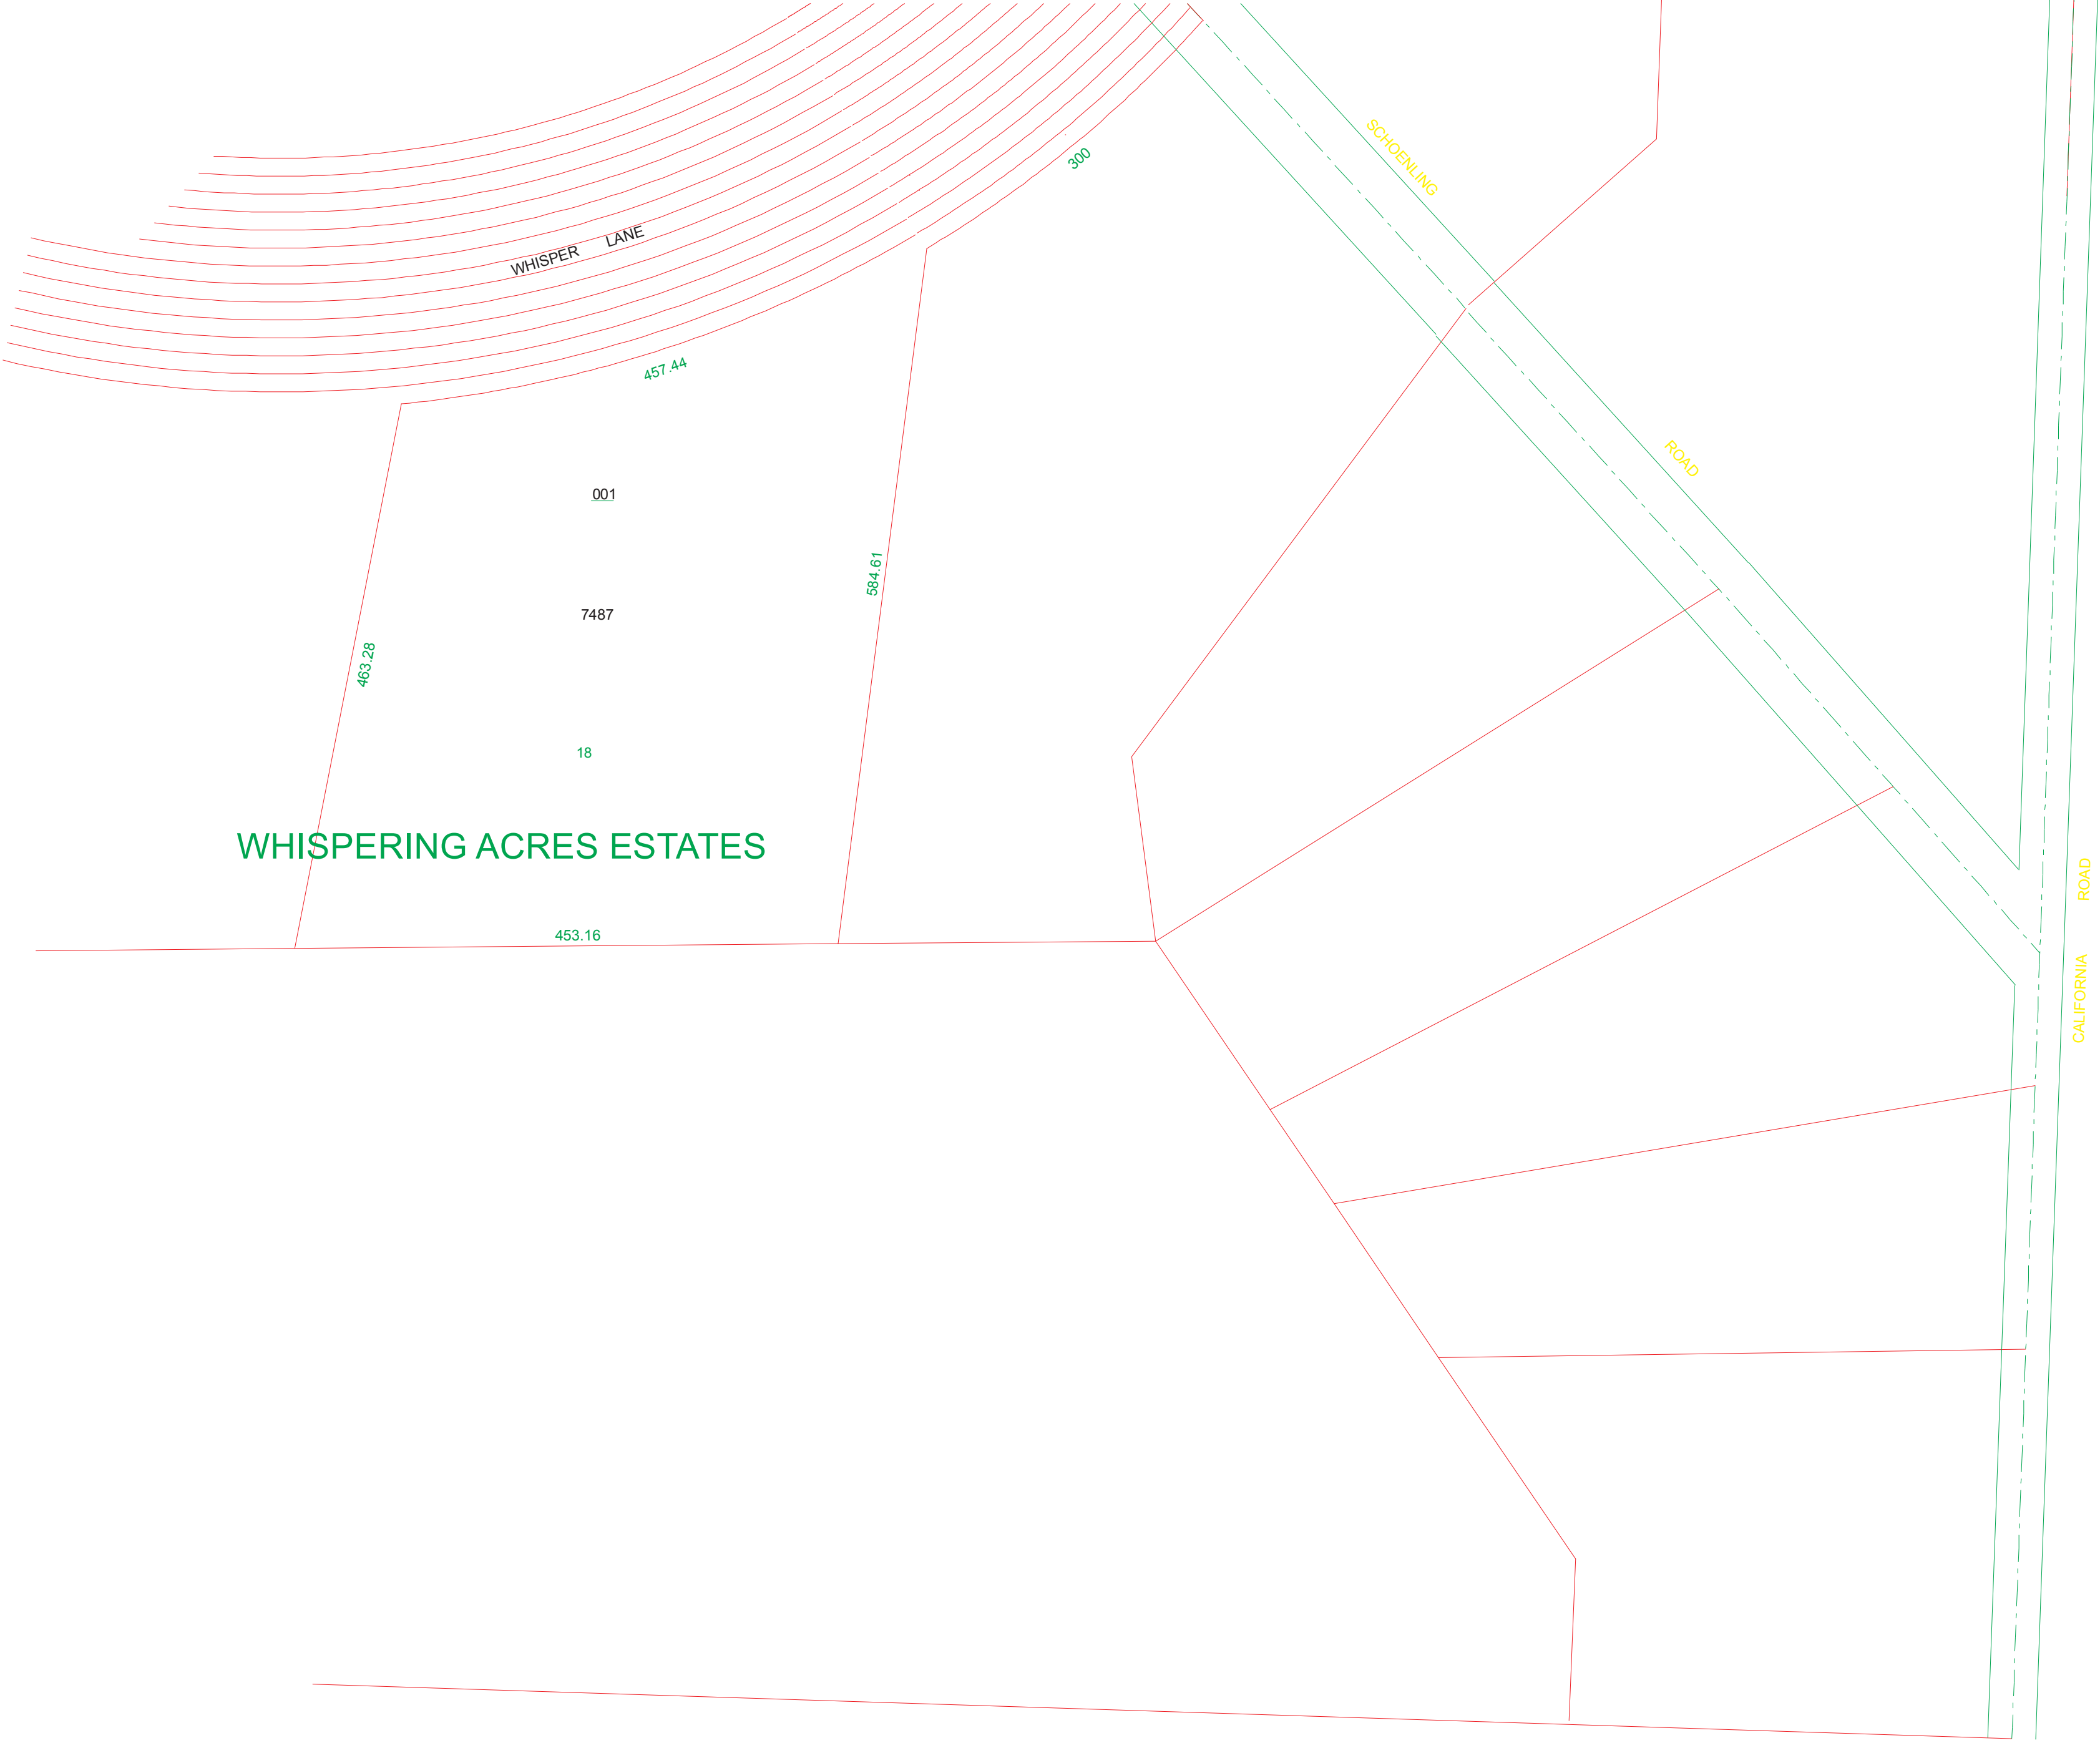 SCHOENLING
300
WHISPER LANE
457.44
ROAD
001
584.61
7487
463.28
18
WHISPERING ACRES ESTATES
ROAD
453.16
CALIFORNIA